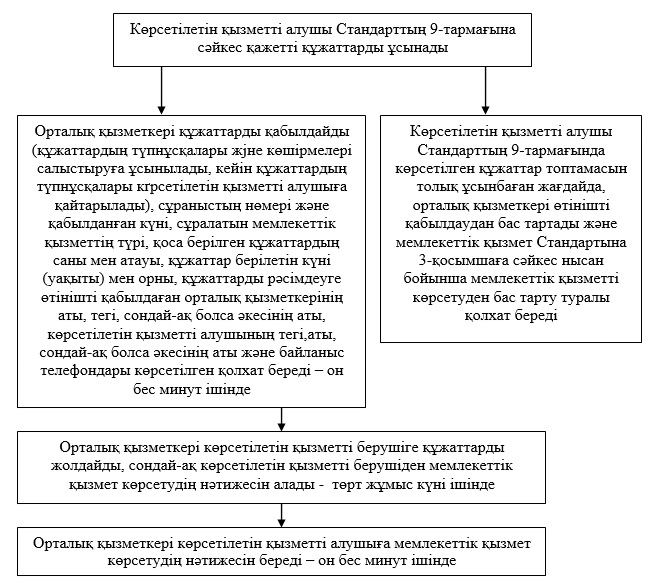 Көрсетілетін қызметті алушы Стандарттың 9-тармағына
сәйкес қажетті құжаттарды ұсынады
Орталық қызметкері құжаттарды қабылдайды
(құжаттардың түпнұсқалары жјне көшірмелері
салыстыруға ұсынылады, кейін құжаттардың
түпнұсқалары кґрсетілетін қызметті алушыға
қайтарылады), сұраныстың нөмері және
қабылданған күні, сұралатын мемлекеттік
қызметтің түрі, қоса берілген құжаттардың
саны мен атауы, құжаттар берілетін күні
(уақыты) мен орны, құжаттарды рәсімдеуге
өтінішті қабылдаған орталық қызметкерінің
аты, тегі, сондай-ақ болса әкесінің аты,
көрсетілетін қызметті алушының тегі,аты,
сондай-ақ болса әкесінің аты және байланыс
телефондары көрсетілген қолхат береді – он
бес минут ішінде
Көрсетілетін қызметті алушы
Стандарттың 9-тармағында
көрсетілген құжаттар топтамасын
толық ұсынбаған жағдайда,
орталық қызметкері өтінішті
қабылдаудан бас тартады және
мемлекеттік қызмет Стандартына
3-қосымшаға сәйкес нысан
бойынша мемлекеттік қызметті
көрсетуден бас тарту туралы
қолхат береді
Орталық қызметкері көрсетілетін қызметті берушіге құжаттарды
жолдайды, сондай-ақ көрсетілетін қызметті берушіден мемлекеттік
қызмет көрсетудің нәтижесін алады - төрт жұмыс күні ішінде
Орталық қызметкері көрсетілетін қызметті алушыға мемлекеттік қызмет
көрсетудің нәтижесін береді – он бес минут ішінде